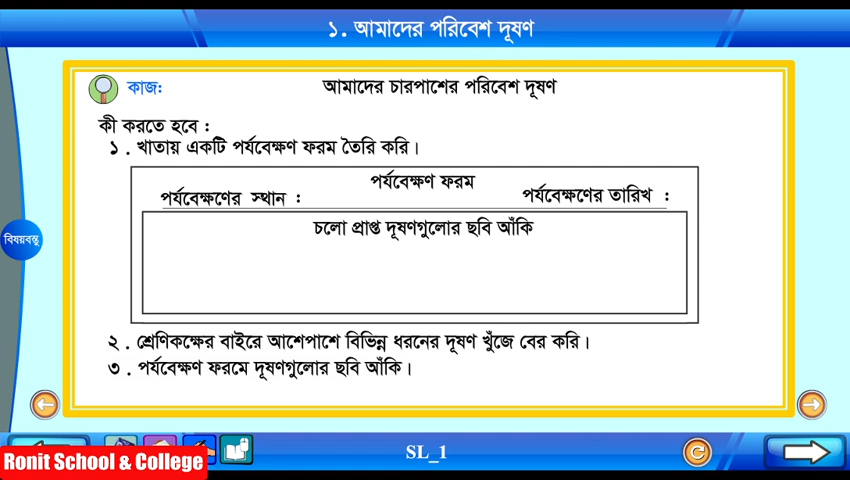 ১. আমাদের পরিবেশ দূষণ
কাজ:
আমাদের চারপাশের পরিবেশ দূষণ
কী করতে হবে :
১ . খাতায় একটি পর্যবেক্ষণ ফরম তৈরি করি।
পর্যবেক্ষণ ফরম
পর্যবেক্ষণের স্থান :
পর্যবেক্ষণের তারিখ :
চলো প্রাপ্ত দূষণগুলোর ছবি আঁকি
বিষয়বস্তু
২ . শ্রেণিকক্ষের বাইরে আশেপাশে বিভিন্ন ধরনের দূষণ খুঁজে বের করি।
৩ . পর্যবেক্ষণ ফরমে দূষণগুলোর ছবি আঁকি।
SL_1
Ronit School & College